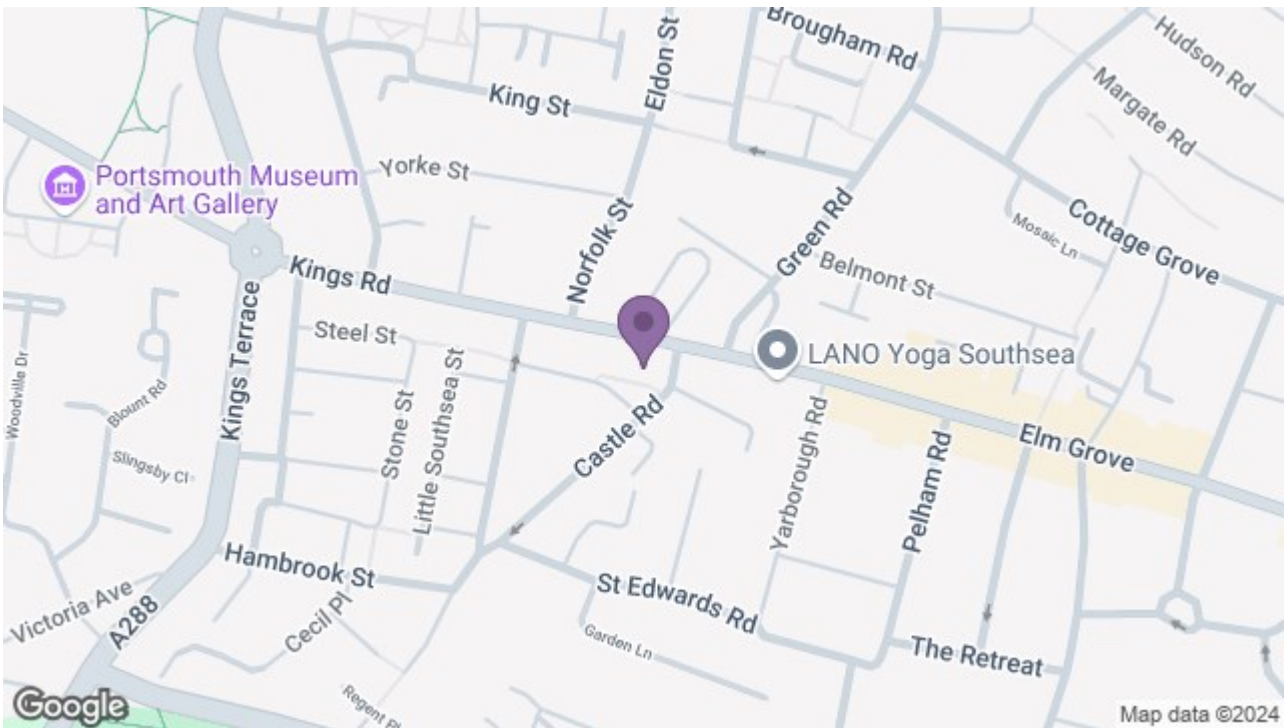 Brougham Rd
Hudson Rd
Eldon St
Margate Rd
King St
Yorke St
Portsmouth Museum
and Art Gallery
Norfolk St
Green Rd
Cottage Grove
Mosaic Ln
Kings Rd
Belmont St
Kings Terrace
Steel St
LANO Yoga Southsea
Woodville Dr
Blount Rd
Stone St
Little Southsea St
Castle Rd
Yarborough Rd
Pelham Rd
Elm Grove
Slingsby Cl
Hambrook St
St Edwards Rd
Victoria Ave
A288
Cecil Pl
Garden Ln
The Retreat
Google
Map data ©2024